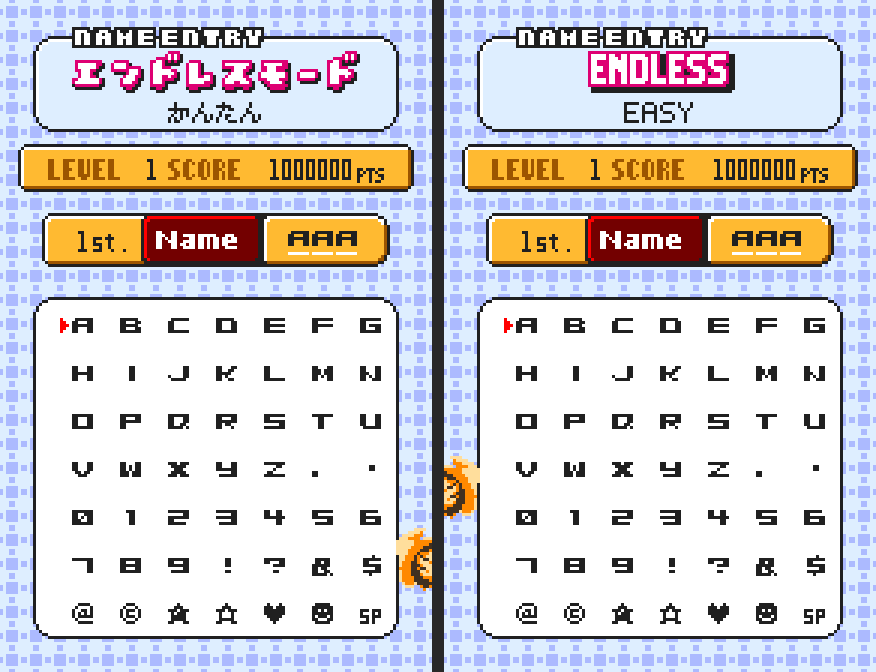 NAME ENTRY
エンドレスモード
かんたん
LEVEL 1 SCORE 1000000 PTS
1st. Name AAA
A B C D E F G
H I J K L M N
O P Q R S T U
V W X Y Z . ·
0 1 2 3 4 5 6
7 8 9 ! ? & $
@ © ★ ☆ ♥ ☻ SP
NAME ENTRY
ENDLESS
EASY
LEVEL 1 SCORE 1000000 PTS
1st. Name AAA
A B C D E F G
H I J K L M N
O P Q R S T U
V W X Y Z . ·
0 1 2 3 4 5 6
7 8 9 ! ? & $
@ © ★ ☆ ♥ ☻ SP